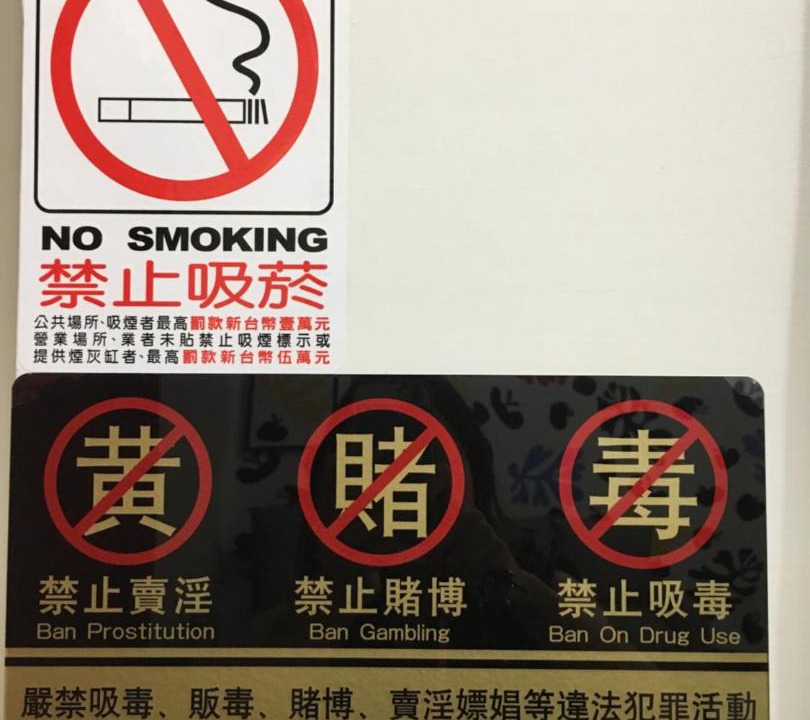 NO SMOKING
禁止吸菸
公共場所、吸煙者最高罰款新台幣壹萬元
營業場所、業者未貼禁止吸煙標示或
提供煙灰缸者、最高罰款新台幣伍萬元
黃 賭 毒
禁止賣淫 禁止賭博 禁止吸毒
Ban Prostitution Ban Gambling Ban On Drug Use
嚴禁吸毒、販毒、賭博、賣淫嫖娼等違法犯罪活動